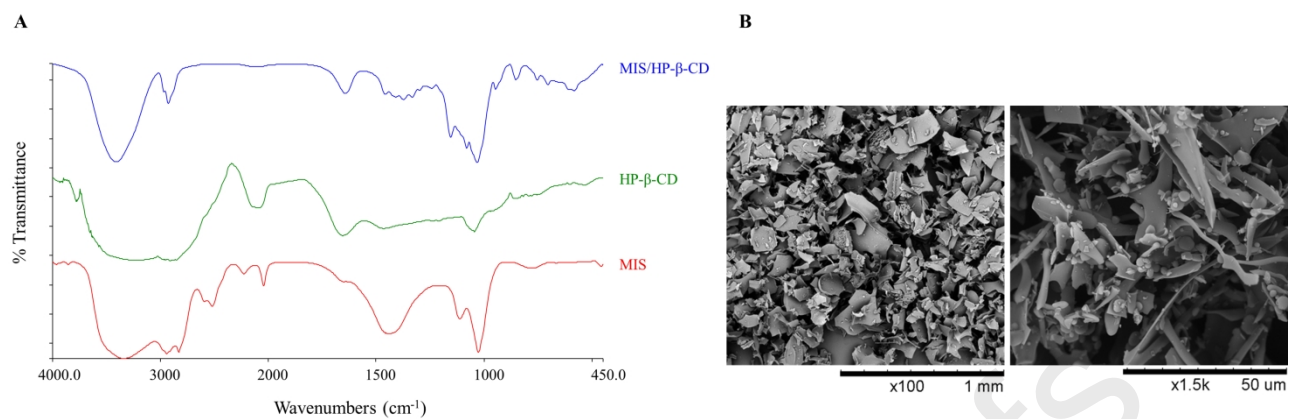 A
MIS/HP-β-CD
HP-β-CD
MIS
% Transmittance
4000.0 3000 2000 1500 1000 450.0
Wavenumbers (cm⁻¹)
B
x100 1 mm
x1.5k 50 um